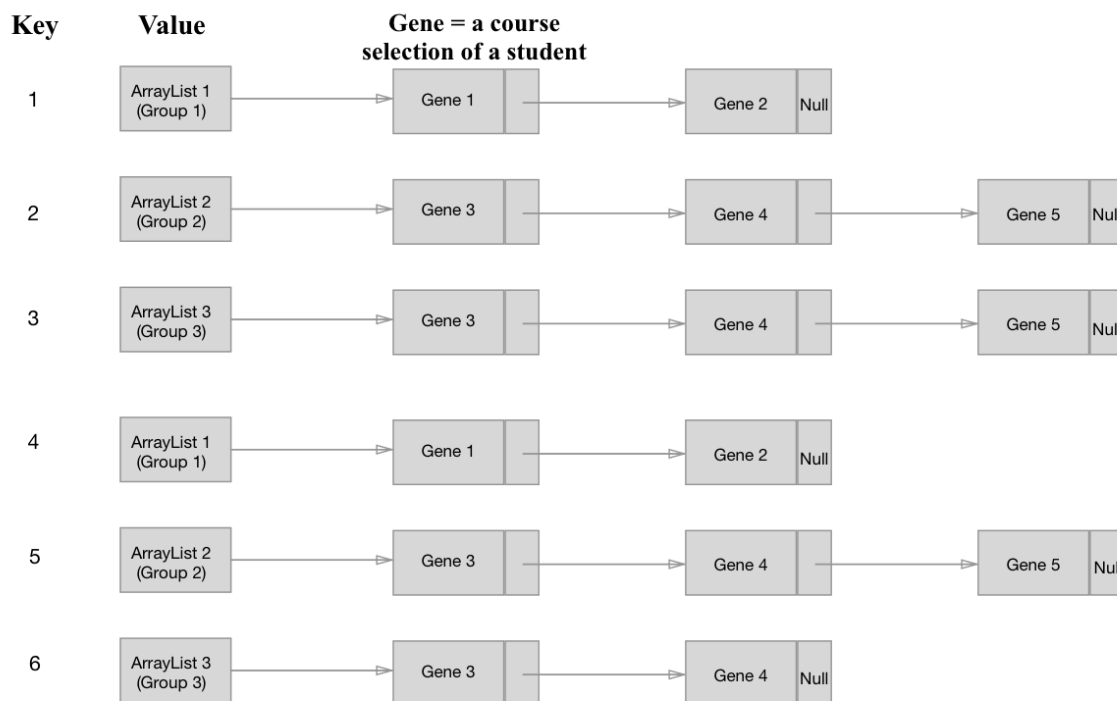 Key Value Gene = a course
selection of a student
1 ArrayList 1
(Group 1) Gene 1 Gene 2 Null
2 ArrayList 2
(Group 2) Gene 3 Gene 4 Gene 5 Nul
3 ArrayList 3
(Group 3) Gene 3 Gene 4 Gene 5 Nul
4 ArrayList 1
(Group 1) Gene 1 Gene 2 Null
5 ArrayList 2
(Group 2) Gene 3 Gene 4 Gene 5 Nul
6 ArrayList 3
(Group 3) Gene 3 Gene 4 Null